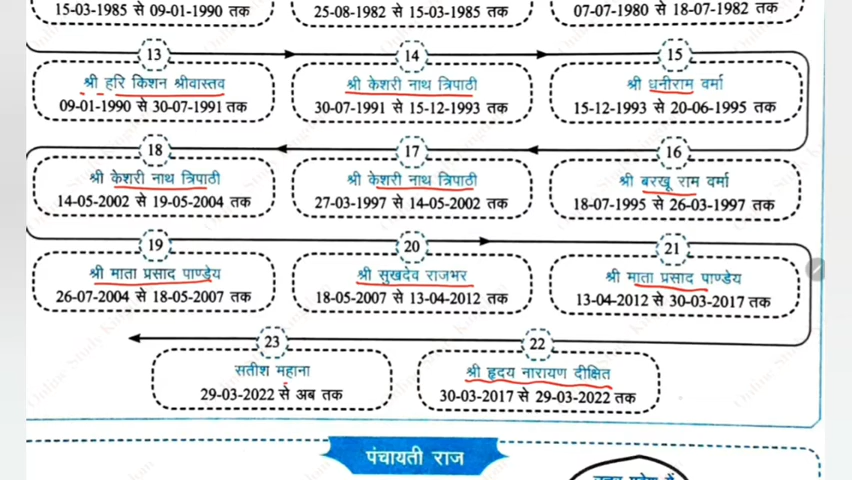 15-03-1985 से 09-01-1990 तक
25-08-1982 से 15-03-1985 तक
07-07-1980 से 18-07-1982 तक
13
श्री हरि किशन श्रीवास्तव
09-01-1990 से 30-07-1991 तक
14
श्री केशरी नाथ त्रिपाठी
30-07-1991 से 15-12-1993 तक
15
श्री धनीराम वर्मा
15-12-1993 से 20-06-1995 तक
18
श्री केशरी नाथ त्रिपाठी
14-05-2002 से 19-05-2004 तक
17
श्री केशरी नाथ त्रिपाठी
27-03-1997 से 14-05-2002 तक
16
श्री बरखू राम वर्मा
18-07-1995 से 26-03-1997 तक
19
श्री माता प्रसाद पाण्डेय
26-07-2004 से 18-05-2007 तक
20
श्री सुखदेव राजभर
18-05-2007 से 13-04-2012 तक
21
श्री माता प्रसाद पाण्डेय
13-04-2012 से 30-03-2017 तक
23
सतीश महाना
29-03-2022 से अब तक
22
श्री हृदय नारायण दीक्षित
30-03-2017 से 29-03-2022 तक
पंचायती राज